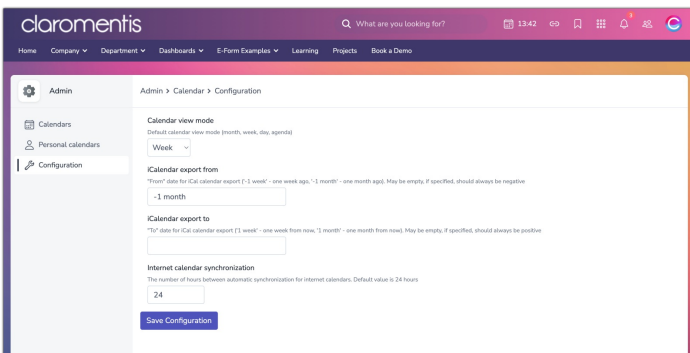 claromentis
What are you looking for?
13:42
3
Home Company Department Dashboards E-Form Examples Learning Projects Book a Demo
Admin
Admin > Calendar > Configuration
Calendars
Personal calendars
Configuration
Calendar view mode
Default calendar view mode (month, week, day, agenda)
Week
iCalendar export from
"From" date for iCal calendar export ('-1 week' - one week ago, '-1 month' - one month ago). May be empty, if specified, should always be negative
-1 month
iCalendar export to
"To" date for iCal calendar export ('1 week' - one week from now, '1 month' - one month from now). May be empty, if specified, should always be positive
Internet calendar synchronization
The number of hours between automatic synchronization for internet calendars. Default value is 24 hours
24
Save Configuration